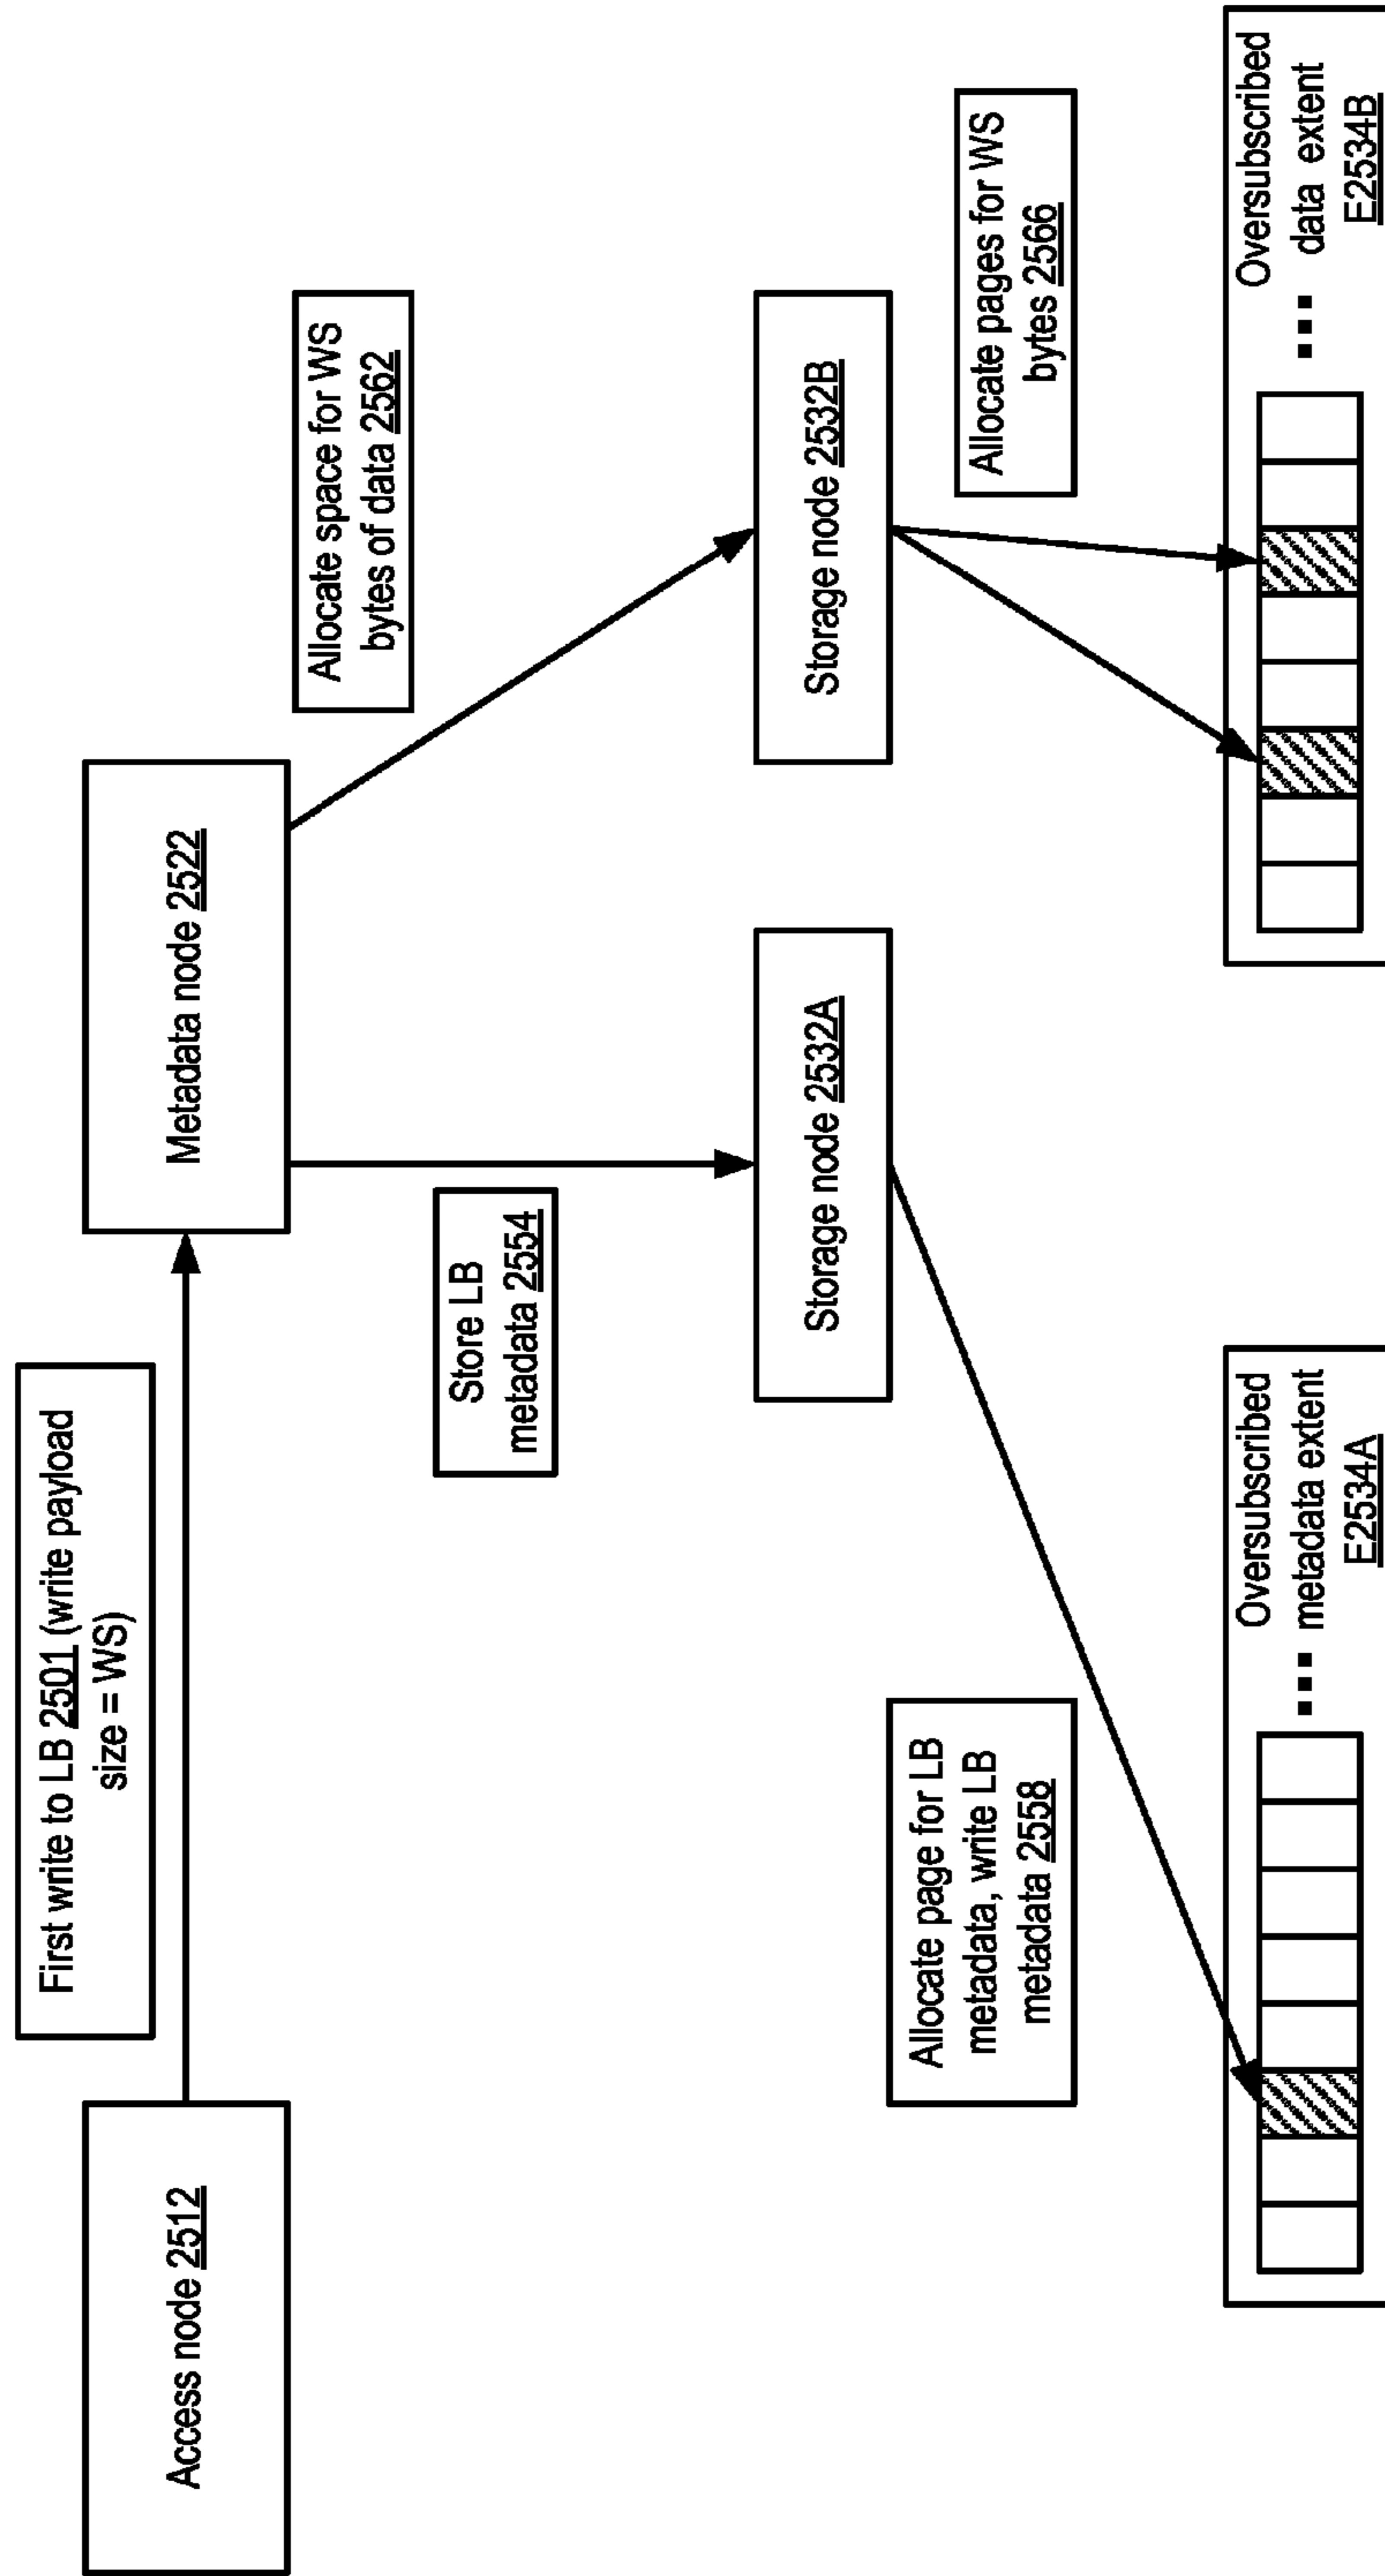 First write to LB 2501 (write payload
size = WS)
Access node 2512
Metadata node 2522
Allocate space for WS
bytes of data 2562
Store LB
metadata 2554
Storage node 2532A
Storage node 2532B
Allocate page for LB
metadata, write LB
metadata 2558
Allocate pages for WS
bytes 2566
Oversubscribed
metadata extent
E2534A
Oversubscribed
data extent
E2534B